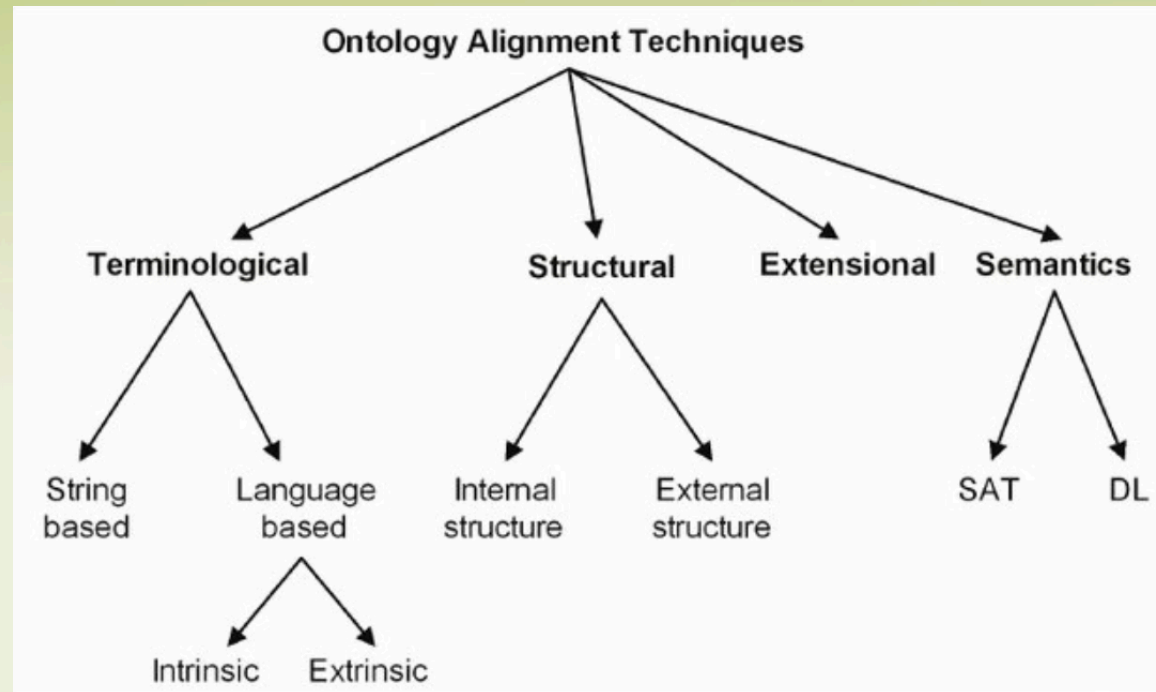 Ontology Alignment Techniques
Terminological
Structural
Extensional
Semantics
String
based
Language
based
Internal
structure
External
structure
SAT
DL
Intrinsic
Extrinsic